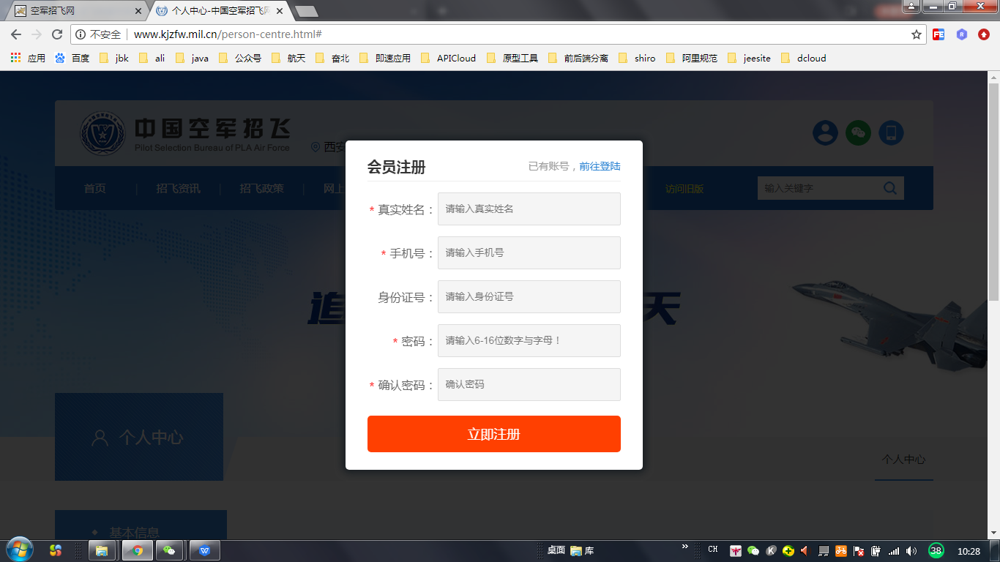 空军招飞网
个人中心-中国空军招飞网
不安全 www.kjzfw.mil.cn/person-centre.html#
应用 百度 jbk ali java 公众号 航天 奋北 即速应用 APICloud 原型工具 前后端分离 shiro 阿里规范 jeesite dcloud
中国空军招飞
Pilot Selection Bureau of PLA Air Force
西安
首页 招飞资讯 招飞政策 网上
访问旧版 输入关键字
会员注册 已有账号，前往登陆
* 真实姓名： 请输入真实姓名
* 手机号： 请输入手机号
身份证号： 请输入身份证号
* 密码： 请输入6-16位数字与字母！
* 确认密码： 确认密码
立即注册
追
天
个人中心
个人中心
基本信息
桌面 库 » CH 38 10:28